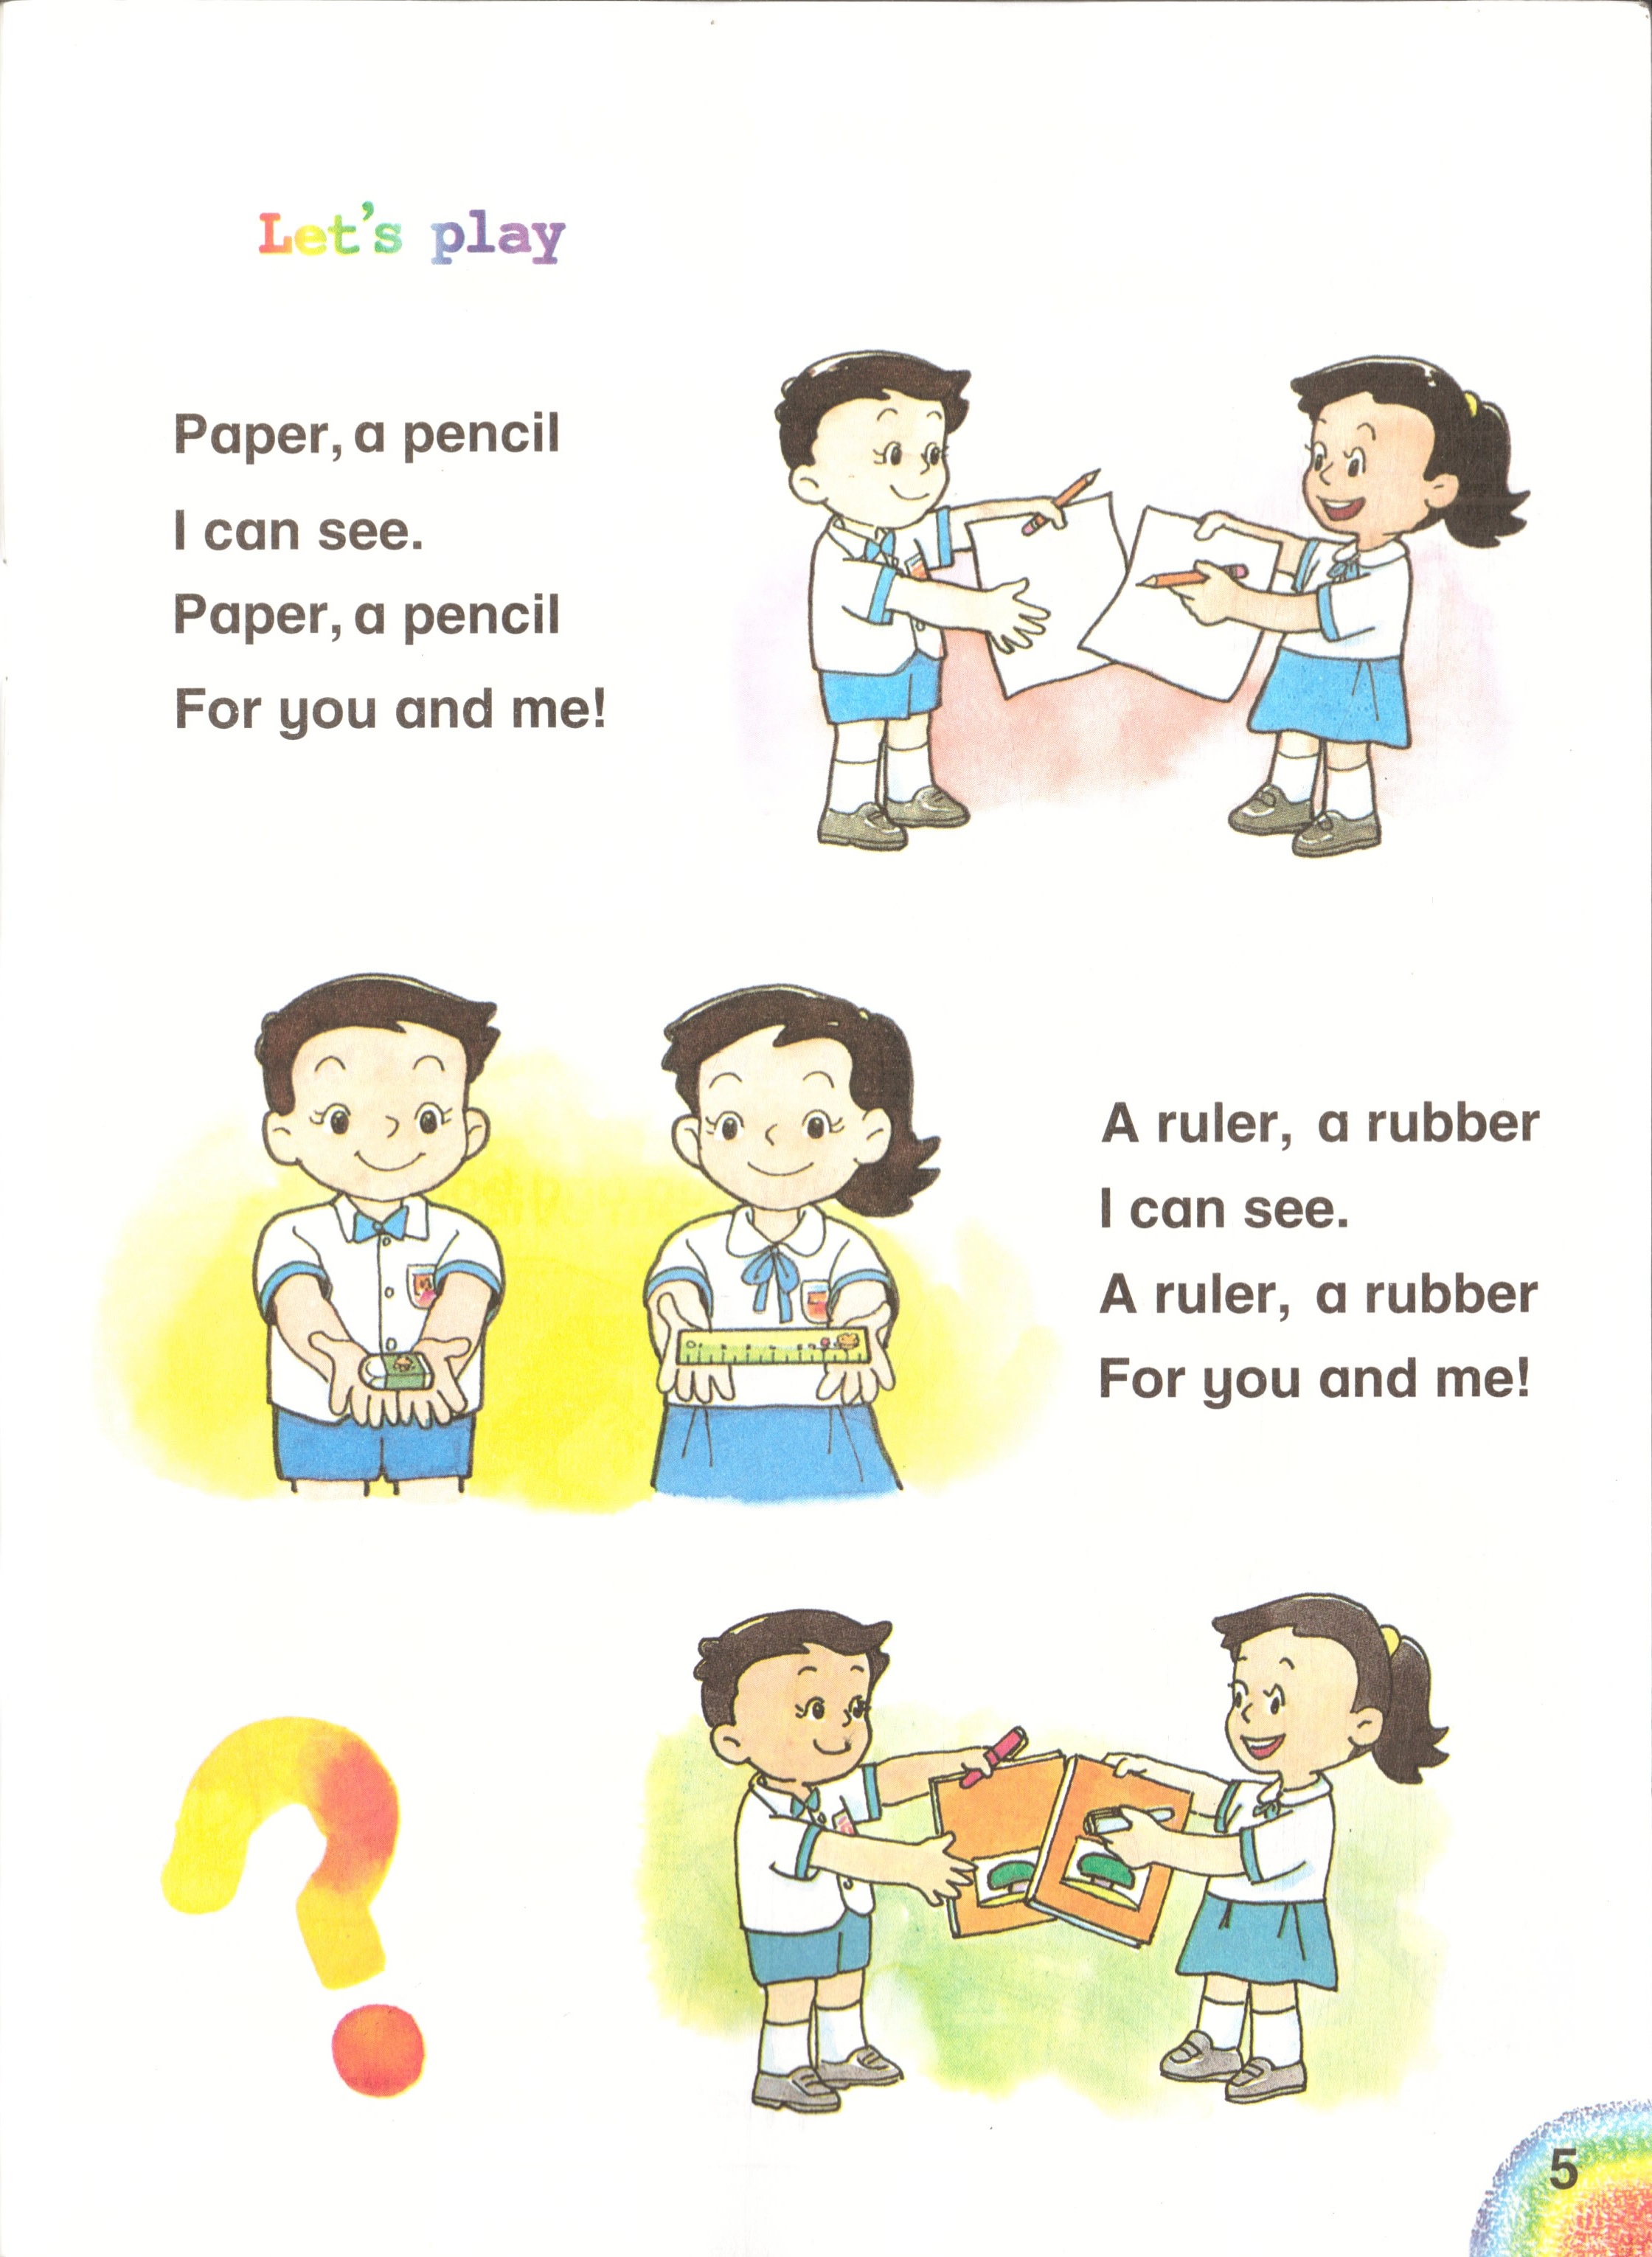 Let's play
Paper, a pencil
I can see.
Paper, a pencil
For you and me!
A ruler, a rubber
I can see.
A ruler, a rubber
For you and me!
?
5